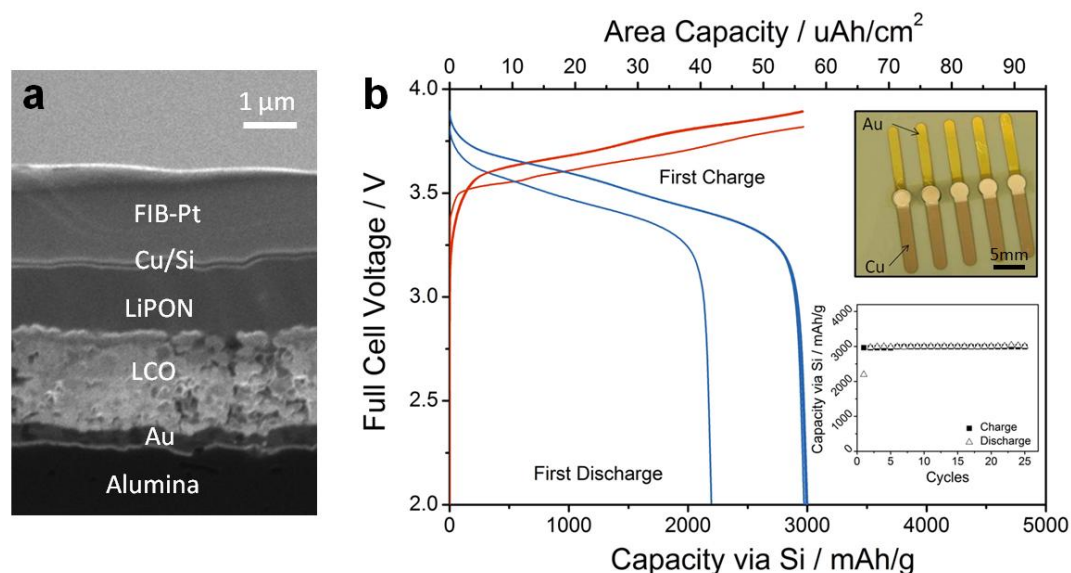 a
1 µm
FIB-Pt
Cu/Si
LiPON
LCO
Au
Alumina
b
Area Capacity / uAh/cm²
0 10 20 30 40 50 60 70 80 90
4.0
3.5
3.0
2.5
2.0
Full Cell Voltage / V
First Charge
First Discharge
Au
Cu
5mm
4000
3000
2000
1000
0
Capacity via Si / mAh/g
Charge
Discharge
0 5 10 15 20 25
Cycles
0 1000 2000 3000 4000 5000
Capacity via Si / mAh/g